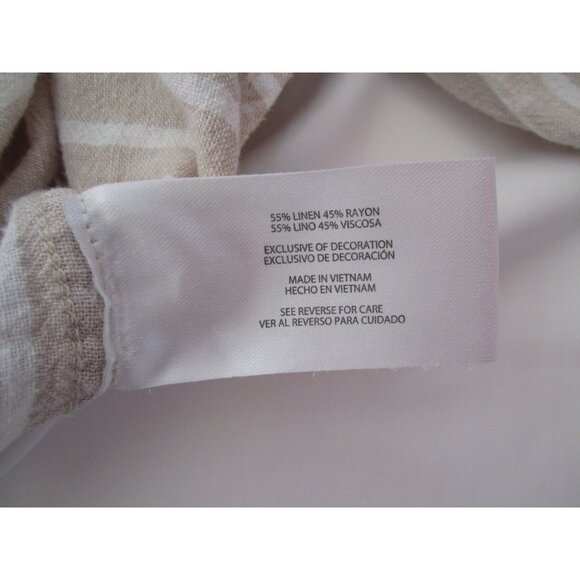 55% LINEN 45% RAYON
55% LINO 45% VISCOSA
EXCLUSIVE OF DECORATION
EXCLUSIVO DE DECORACIÓN
MADE IN VIETNAM
HECHO EN VIETNAM
SEE REVERSE FOR CARE
VER AL REVERSO PARA CUIDADO